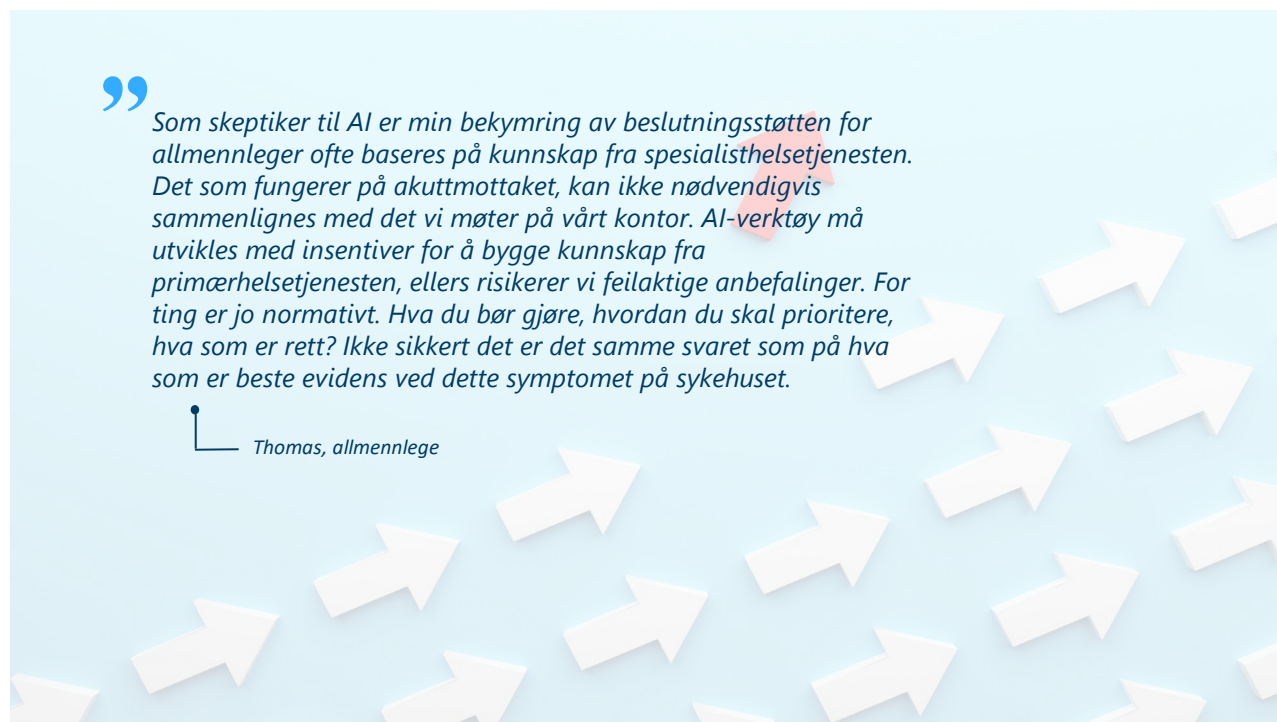 ”
Som skeptiker til AI er min bekymring av beslutningsstøtten for
allmennleger ofte baseres på kunnskap fra spesialisthelsetjenesten.
Det som fungerer på akuttmottaket, kan ikke nødvendigvis
sammenlignes med det vi møter på vårt kontor. AI-verktøy må
utvikles med insentiver for å bygge kunnskap fra
primærhelsetjenesten, ellers risikerer vi feilaktige anbefalinger. For
ting er jo normativt. Hva du bør gjøre, hvordan du skal prioritere,
hva som er rett? Ikke sikkert det er det samme svaret som på hva
som er beste evidens ved dette symptomet på sykehuset.
Thomas, allmennlege